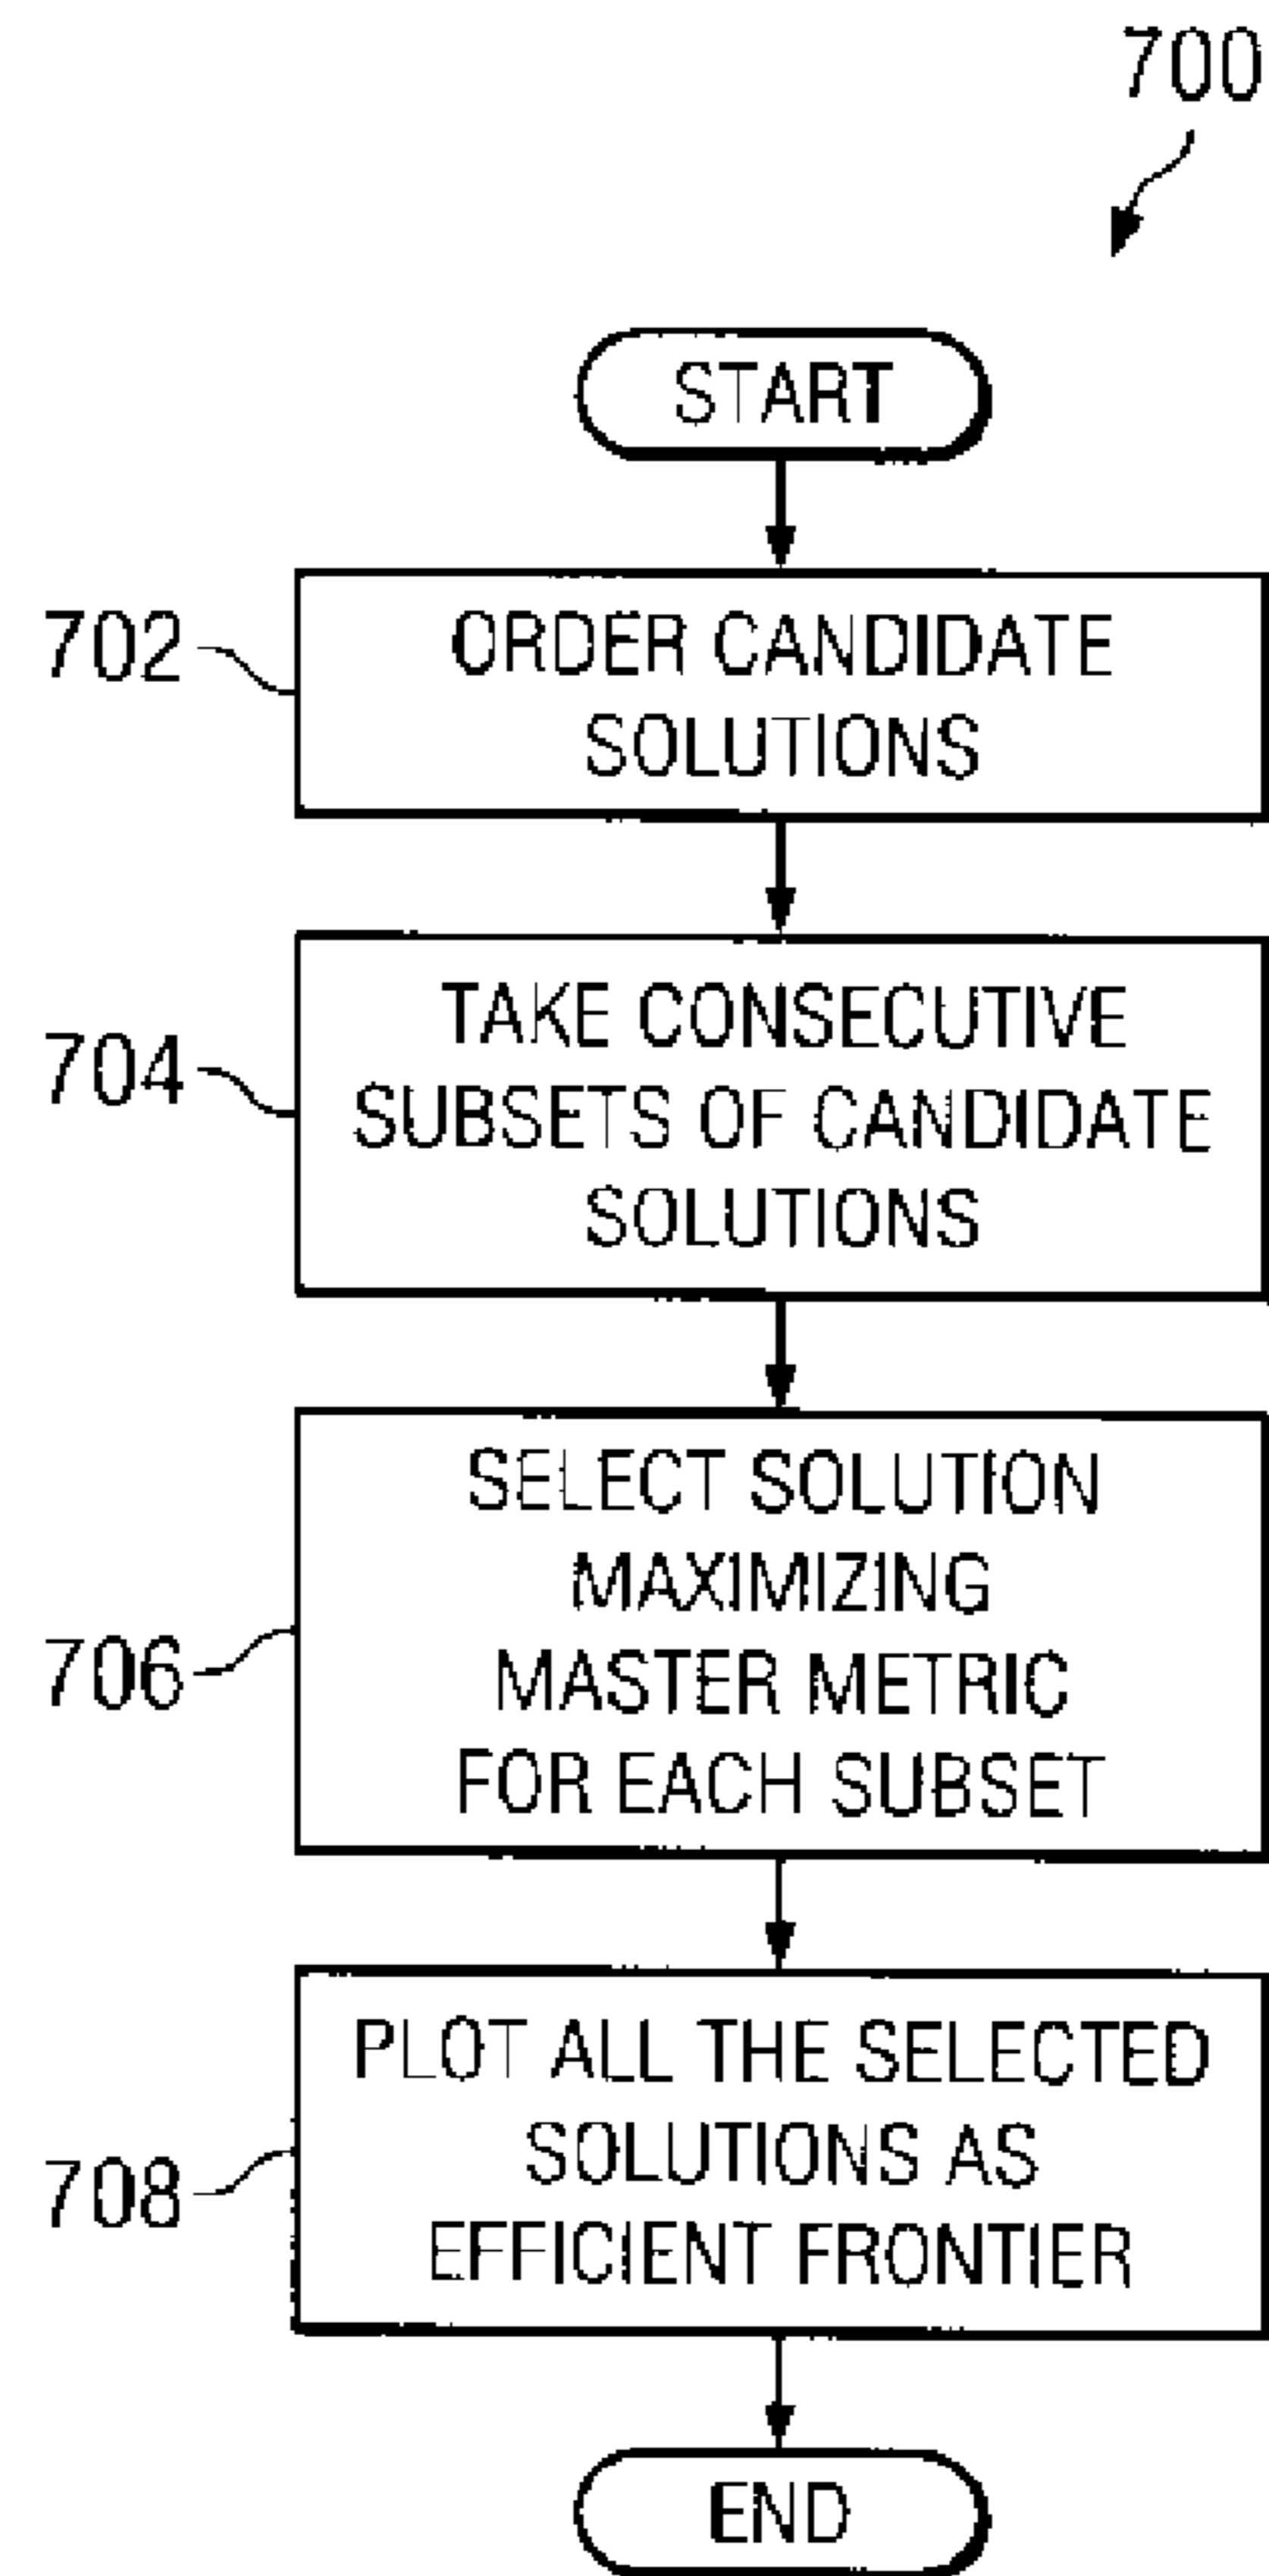 700
START
702
ORDER CANDIDATE
SOLUTIONS
704
TAKE CONSECUTIVE
SUBSETS OF CANDIDATE
SOLUTIONS
706
SELECT SOLUTION
MAXIMIZING
MASTER METRIC
FOR EACH SUBSET
708
PLOT ALL THE SELECTED
SOLUTIONS AS
EFFICIENT FRONTIER
END